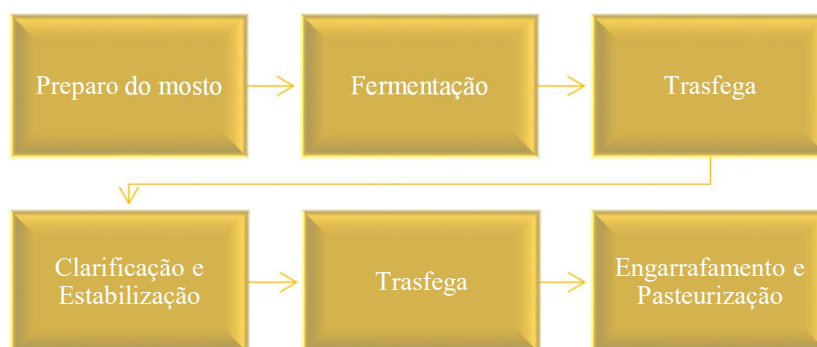 Preparo do mosto
Fermentação
Trasfega
Clarificação e
Estabilização
Trasfega
Engarrafamento e
Pasteurização